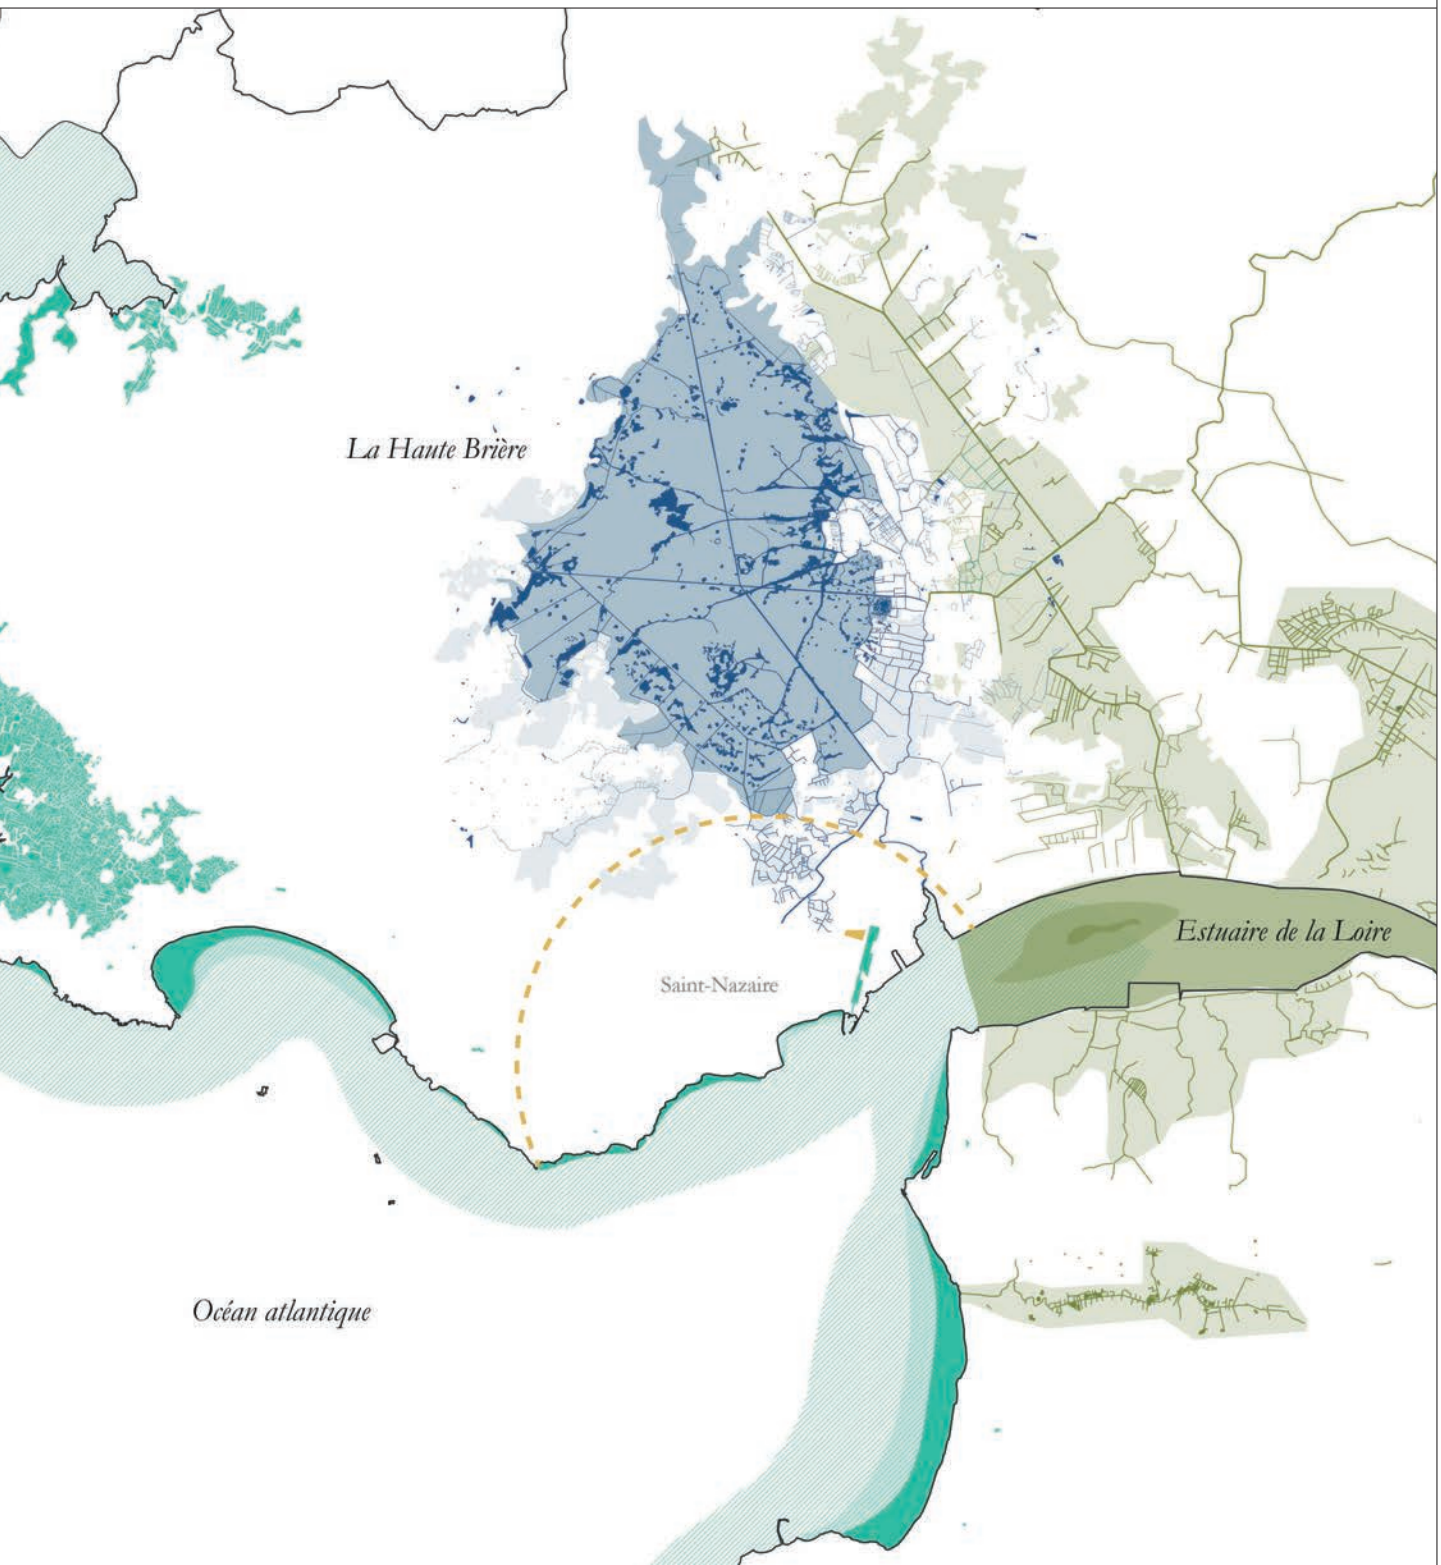 La Haute Brière
Estuaire de la Loire
Saint-Nazaire
Océan atlantique